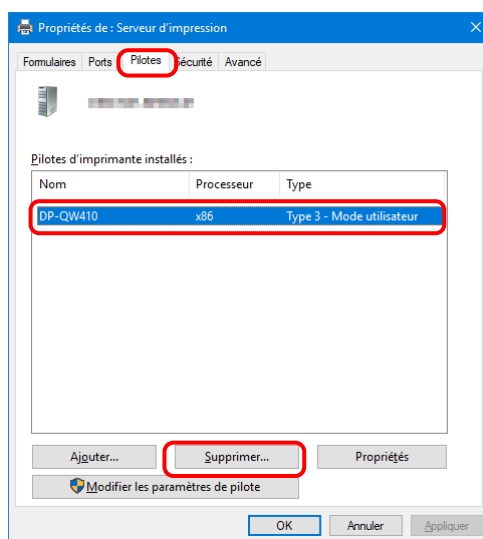 Propriétés de : Serveur d'impression
Formulaires Ports Pilotes Sécurité Avancé
Pilotes d'imprimante installés :
Nom Processeur Type
DP-QW410 x86 Type 3 - Mode utilisateur
Ajouter... Supprimer... Propriétés
Modifier les paramètres de pilote
OK Annuler Appliquer